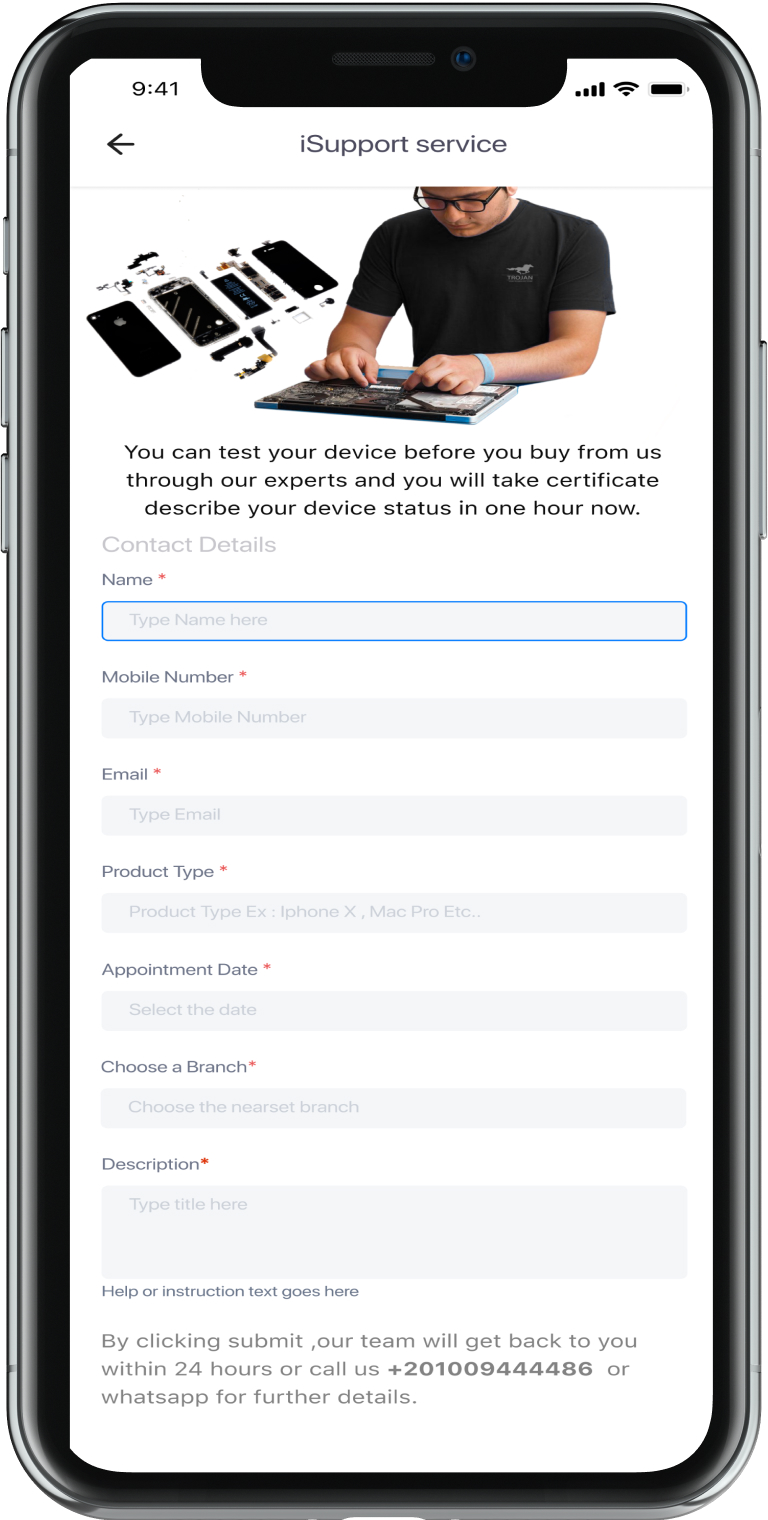 9:41
iSupport service
TROJAN
You can test your device before you buy from us
through our experts and you will take certificate
describe your device status in one hour now.
Contact Details
Name *
Type Name here
Mobile Number *
Type Mobile Number
Email *
Type Email
Product Type *
Product Type Ex : Iphone X , Mac Pro Etc..
Appointment Date *
Select the date
Choose a Branch*
Choose the nearset branch
Description*
Type title here
Help or instruction text goes here
By clicking submit ,our team will get back to you
within 24 hours or call us +201009444486 or
whatsapp for further details.